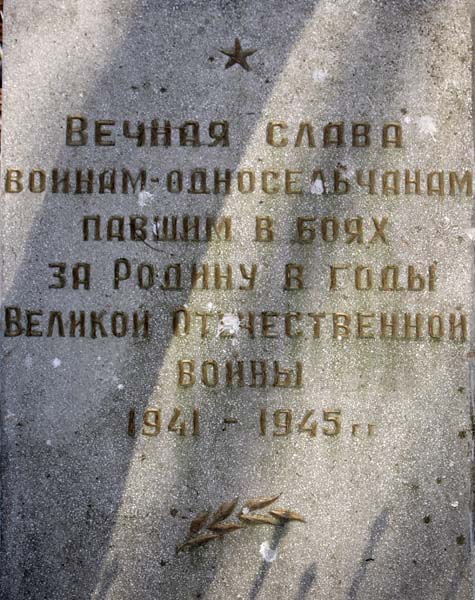 Вечная слава
воинам-односельчанам
павшим в боях
за Родину в годы
Великой Отечественной
войны
1941 - 1945 гг